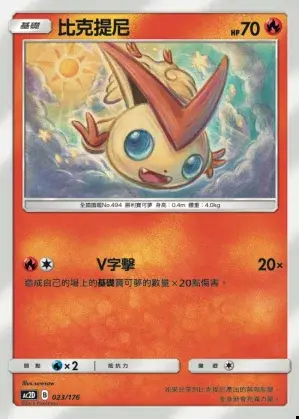 基礎 比克提尼 HP70
全國圖鑑No.494 勝利寶可夢 身高：0.4m 體重：4.0kg
V字擊 20×
造成自己的場上的基礎寶可夢的數量×20點傷害。
弱點 ×2 抵抗力 撤退
AC2D B 023/176